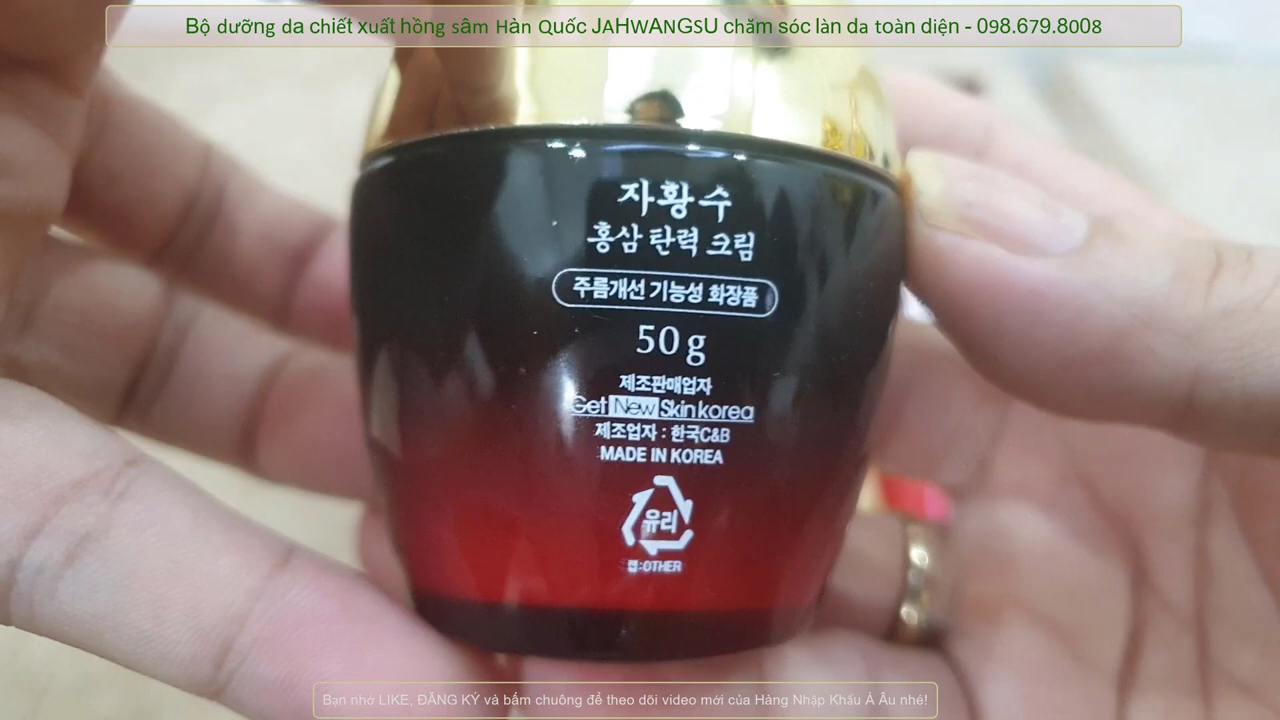 Bộ dưỡng da chiết xuất hồng sâm Hàn Quốc JAHWANGSU chăm sóc làn da toàn diện - 098.679.8008
자황수
홍삼 탄력 크림
주름개선 기능성 화장품
50 g
제조판매업자
Get New Skin korea
제조업자 : 한국C&B
MADE IN KOREA
유리
캡:OTHER
Bạn nhớ LIKE, ĐĂNG KÝ và bấm chuông để theo dõi video mới của Hàng Nhập Khẩu Á Âu nhé!